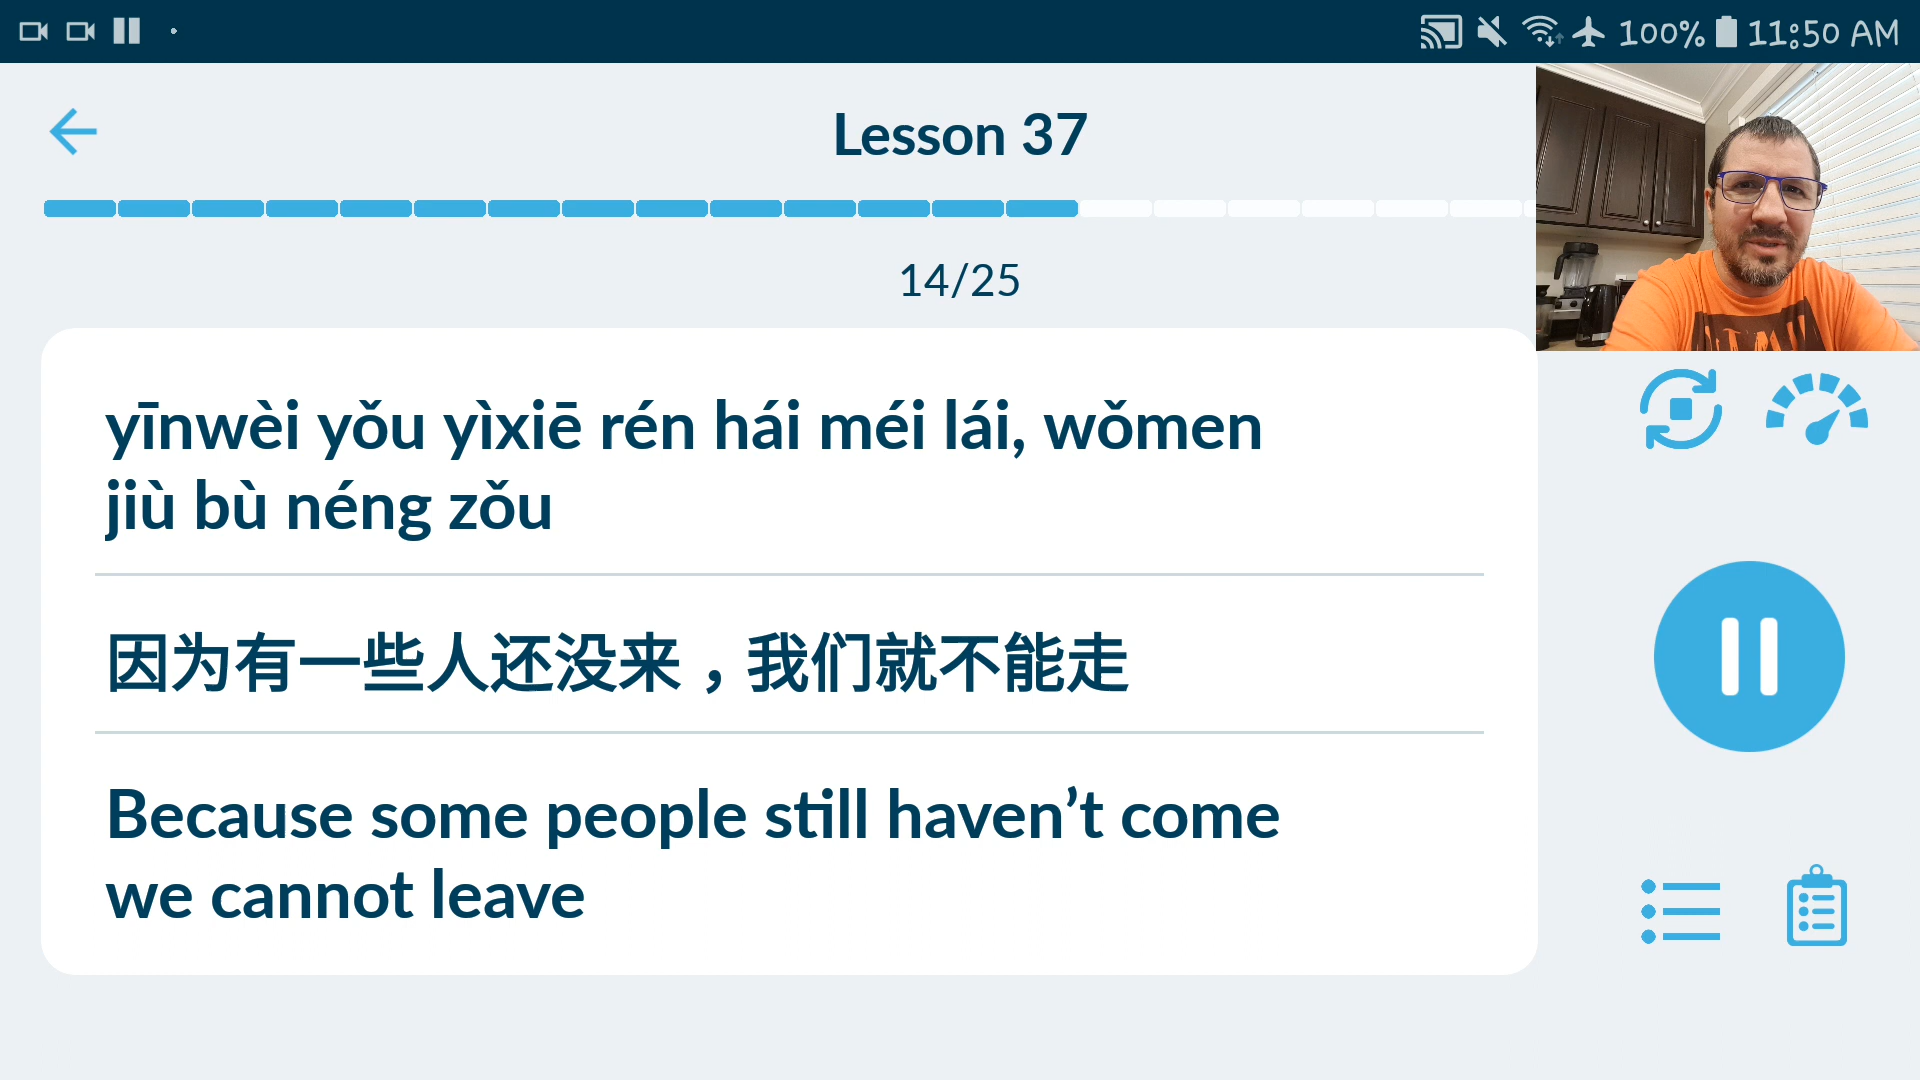 100% 11:50 AM
Lesson 37
14/25
yīnwèi yǒu yìxiē rén hái méi lái, wǒmen
jiù bù néng zǒu
因为有一些人还没来，我们就不能走
Because some people still haven’t come
we cannot leave